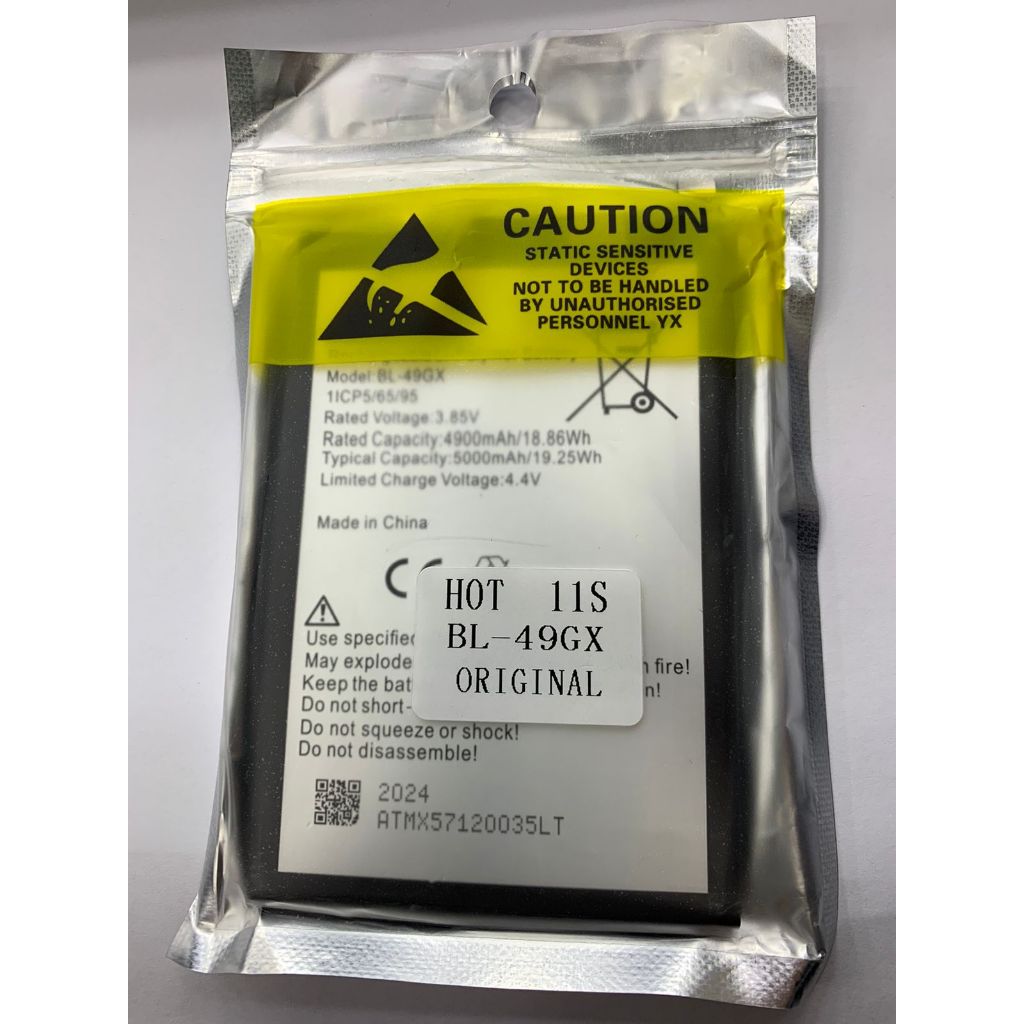 CAUTION
STATIC SENSITIVE
DEVICES
NOT TO BE HANDLED
BY UNAUTHORISED
PERSONNEL YX
Model:BL-49GX
1ICP5/65/95
Rated Voltage:3.85V
Rated Capacity:4900mAh/18.86Wh
Typical Capacity:5000mAh/19.25Wh
Limited Charge Voltage:4.4V
Made in China
CE
HOT 11S
BL-49GX
ORIGINAL
Use
May explode fire!
Keep the
Do not short-
Do not squeeze or shock!
Do not disassemble!
2024
ATMX57120035LT